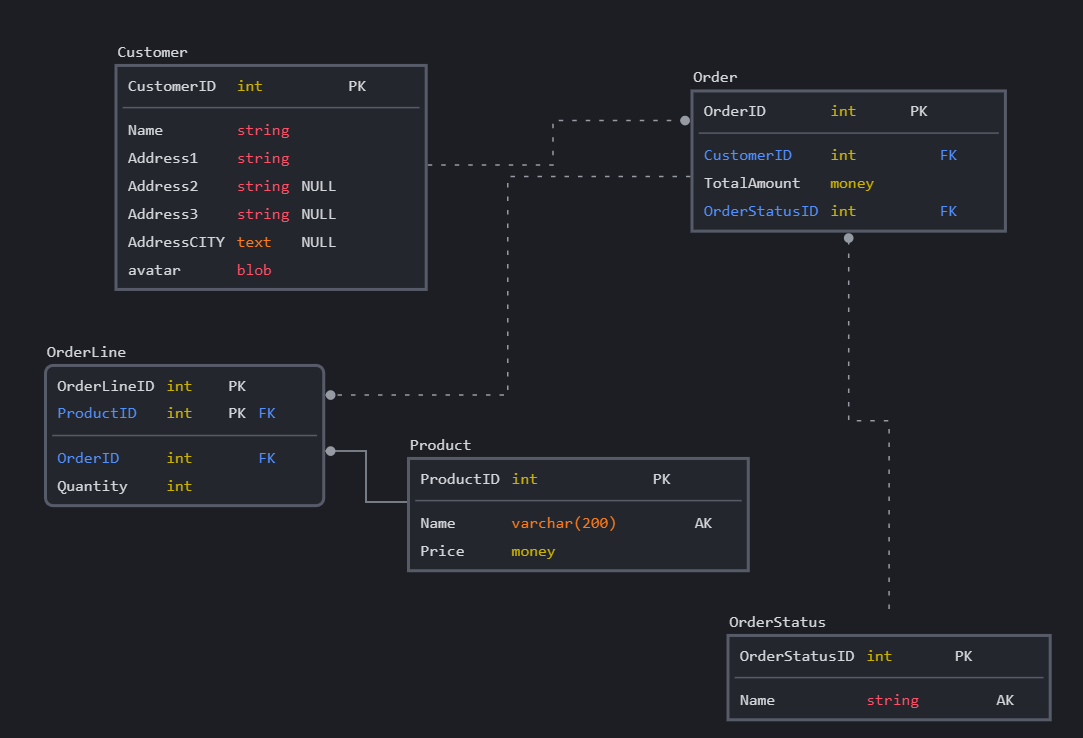 Customer
CustomerID int PK
Name string
Address1 string
Address2 string NULL
Address3 string NULL
AddressCITY text NULL
avatar blob
Order
OrderID int PK
CustomerID int FK
TotalAmount money
OrderStatusID int FK
OrderLine
OrderLineID int PK
ProductID int PK FK
OrderID int FK
Quantity int
Product
ProductID int PK
Name varchar(200) AK
Price money
OrderStatus
OrderStatusID int PK
Name string AK